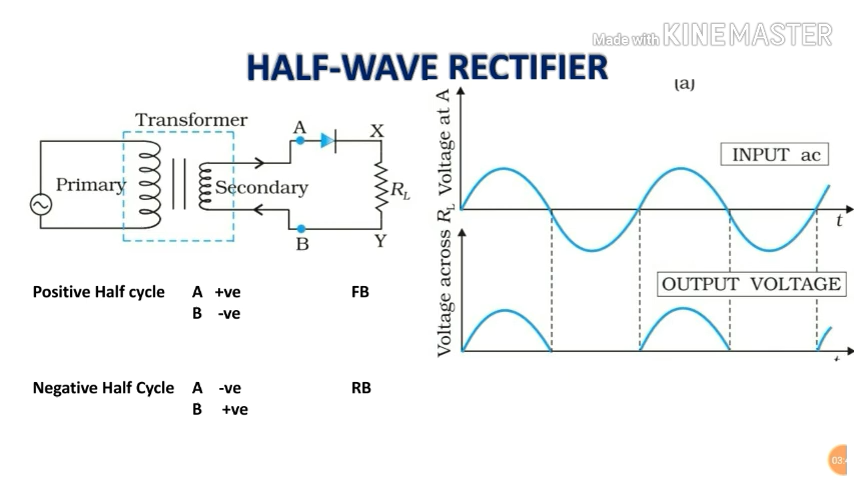 Made with KINEMASTER
HALF-WAVE RECTIFIER
(a)
Transformer
Primary
Secondary
A
X
R_L
B
Y
Voltage at A
INPUT ac
t
Voltage across R_L
OUTPUT VOLTAGE
Positive Half cycle A +ve FB
B -ve
Negative Half Cycle A -ve RB
B +ve